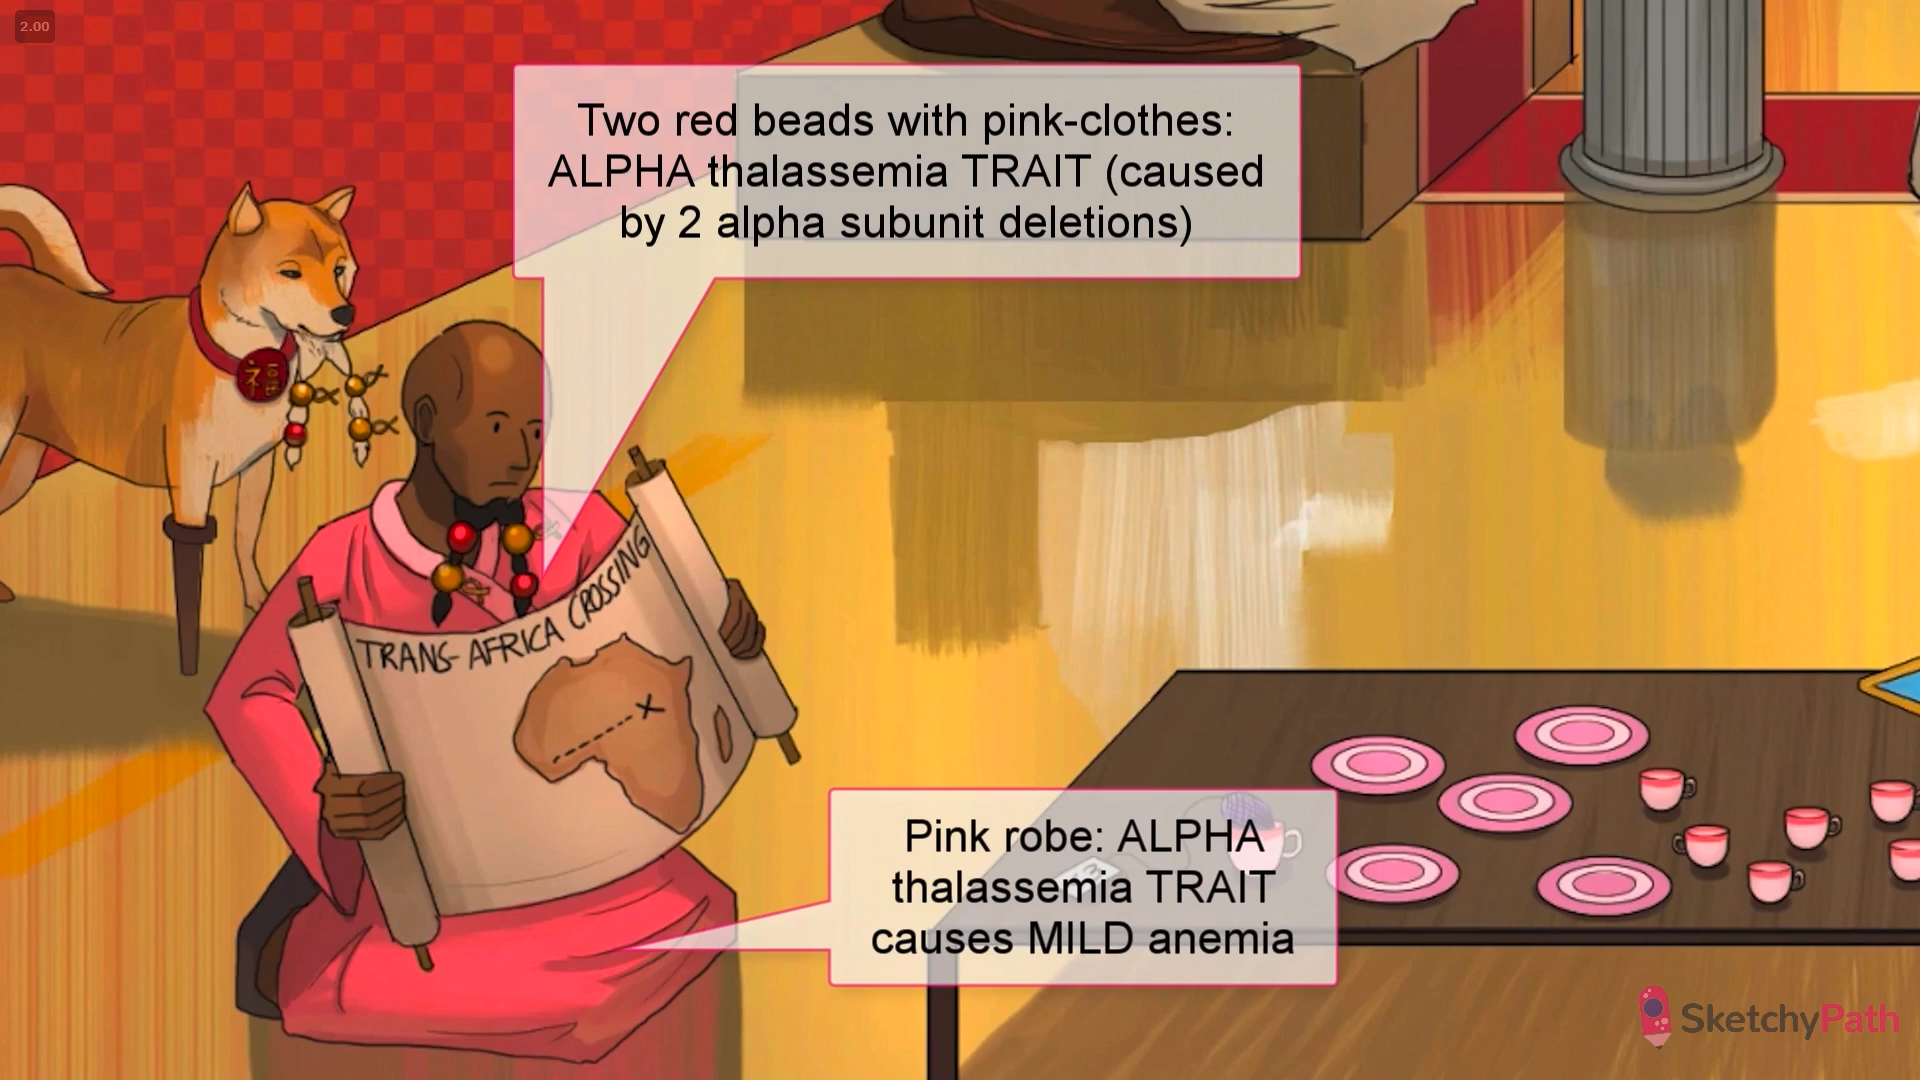 2.00
Two red beads with pink-clothes:
ALPHA thalassemia TRAIT (caused
by 2 alpha subunit deletions)
福
TRANS-AFRICA CROSSING
X
Pink robe: ALPHA
thalassemia TRAIT
causes MILD anemia
SketchyPath